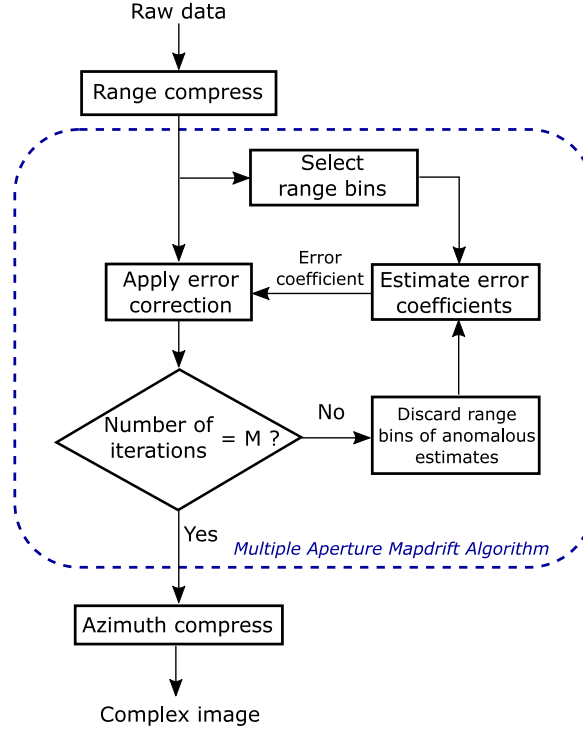 Raw data
Range compress
Select
range bins
Error
coefficient
Apply error
correction
Estimate error
coefficients
Number of
iterations
= M ?
No
Discard range
bins of anomalous
estimates
Yes
Multiple Aperture Mapdrift Algorithm
Azimuth compress
Complex image